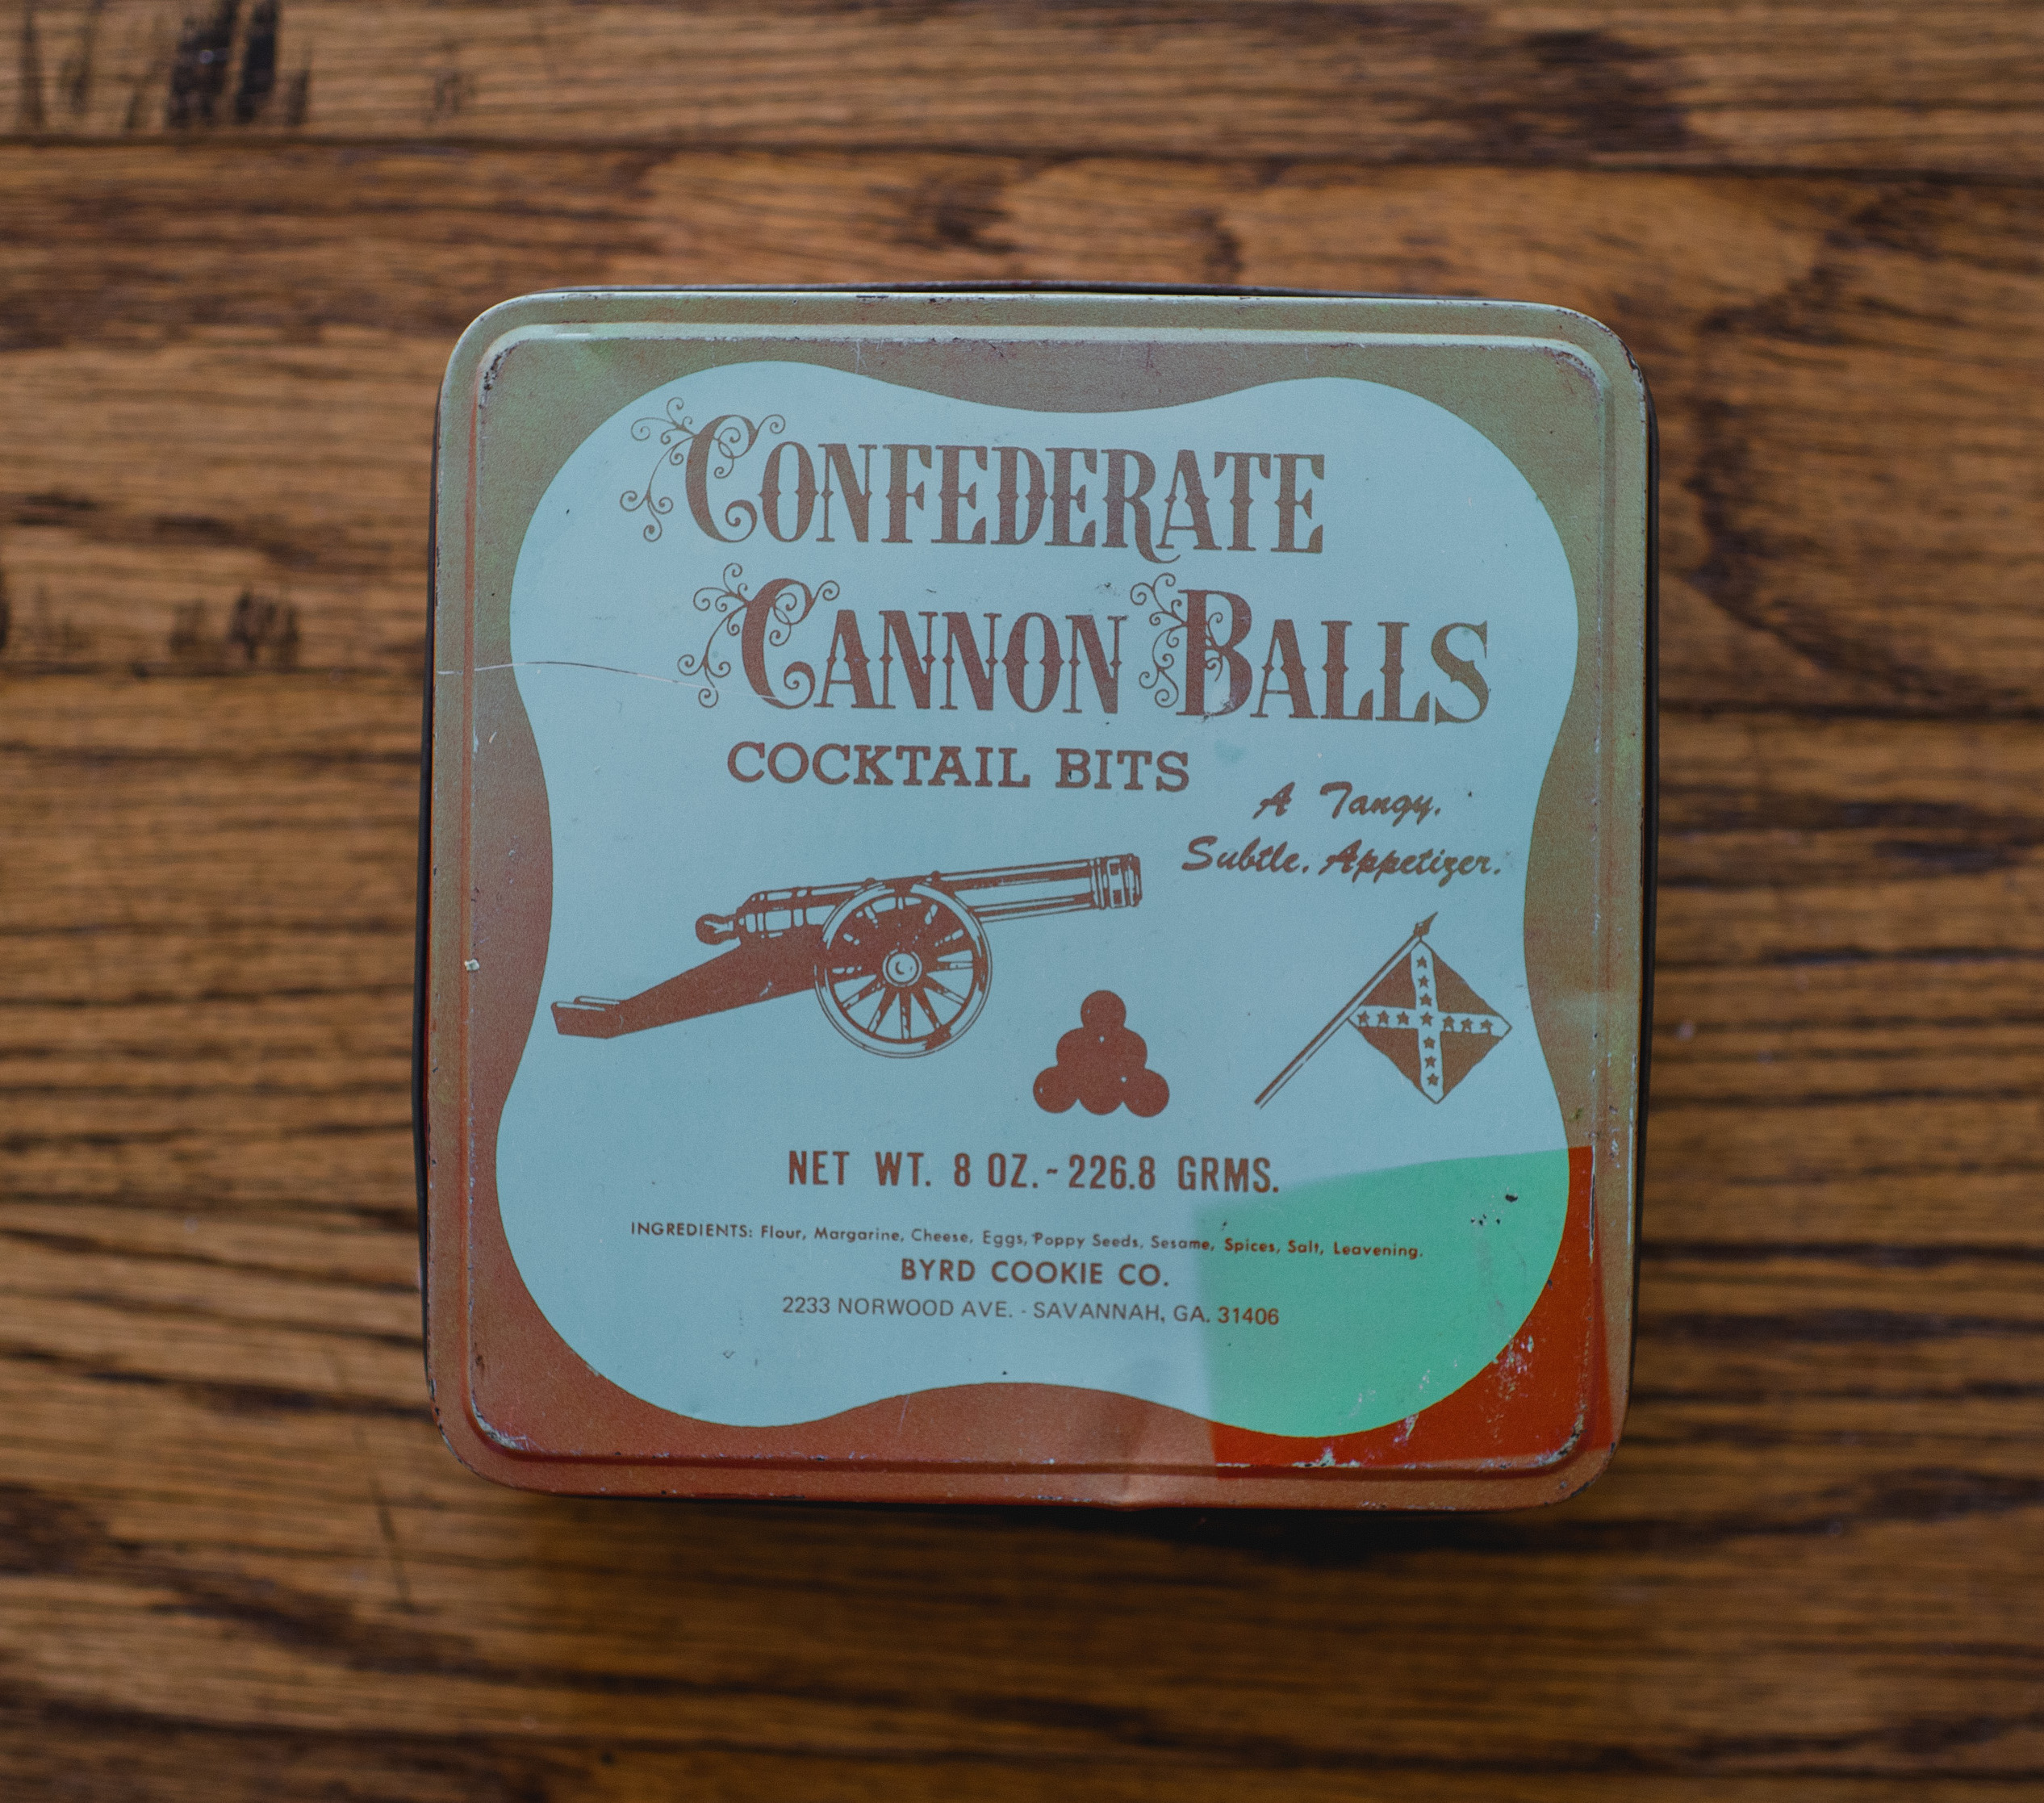 CONFEDERATE
CANNON BALLS
COCKTAIL BITS
A Tangy,
Subtle, Appetizer.
NET WT. 8 OZ. - 226.8 GRMS.
INGREDIENTS: Flour, Margarine, Cheese, Eggs, Poppy Seeds, Sesame, Spices, Salt, Leavening.
BYRD COOKIE CO.
2233 NORWOOD AVE. - SAVANNAH, GA. 31406